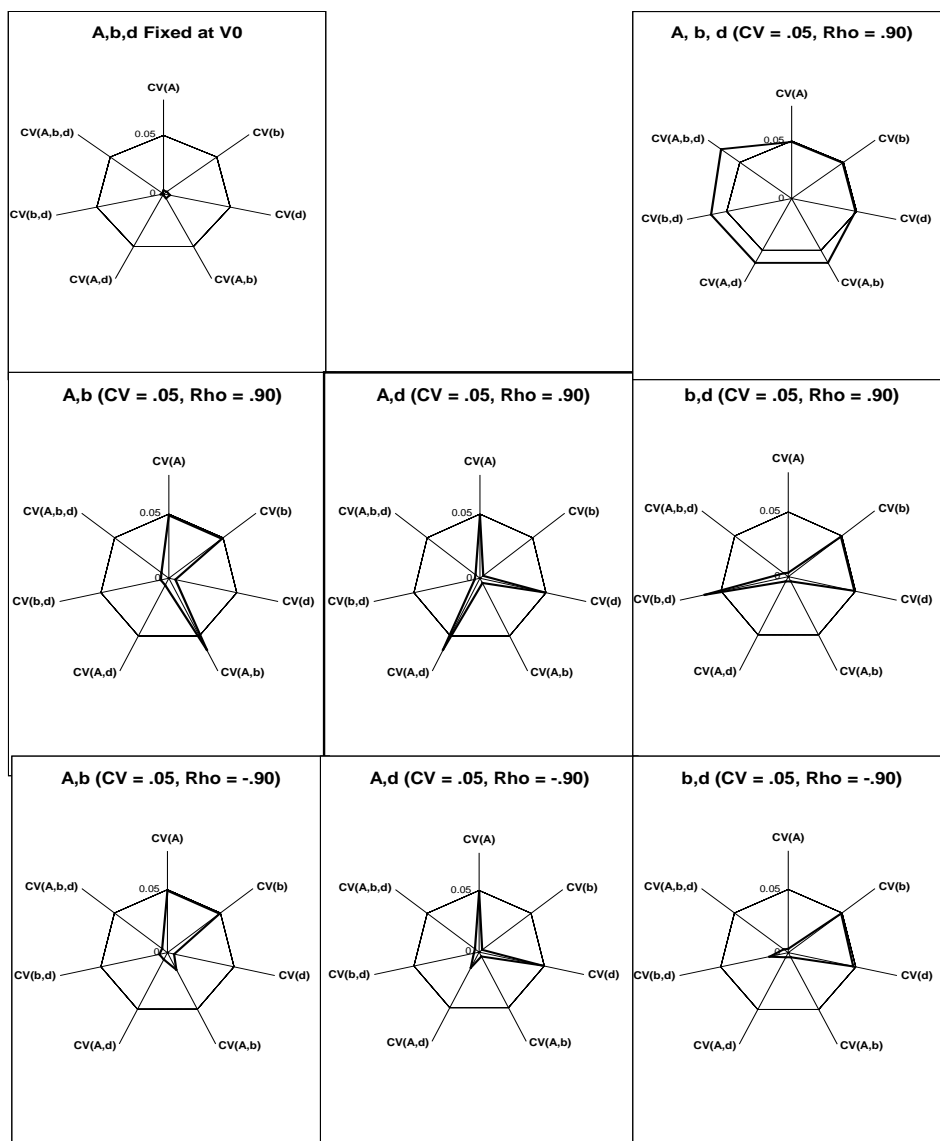 A,b,d Fixed at V0
CV(A)
CV(A,b,d)
0.05
CV(b)
0
CV(b,d)
CV(d)
CV(A,d)
CV(A,b)
A, b, d (CV = .05, Rho = .90)
CV(A)
CV(A,b,d)
0.05
CV(b)
0
CV(b,d)
CV(d)
CV(A,d)
CV(A,b)
A,b (CV = .05, Rho = .90)
CV(A)
CV(A,b,d)
0.05
CV(b)
0
CV(b,d)
CV(d)
CV(A,d)
CV(A,b)
A,d (CV = .05, Rho = .90)
CV(A)
CV(A,b,d)
0.05
CV(b)
0
CV(b,d)
CV(d)
CV(A,d)
CV(A,b)
b,d (CV = .05, Rho = .90)
CV(A)
CV(A,b,d)
0.05
CV(b)
0
CV(b,d)
CV(d)
CV(A,d)
CV(A,b)
A,b (CV = .05, Rho = -.90)
CV(A)
CV(A,b,d)
0.05
CV(b)
0
CV(b,d)
CV(d)
CV(A,d)
CV(A,b)
A,d (CV = .05, Rho = -.90)
CV(A)
CV(A,b,d)
0.05
CV(b)
0
CV(b,d)
CV(d)
CV(A,d)
CV(A,b)
b,d (CV = .05, Rho = -.90)
CV(A)
CV(A,b,d)
0.05
CV(b)
0
CV(b,d)
CV(d)
CV(A,d)
CV(A,b)